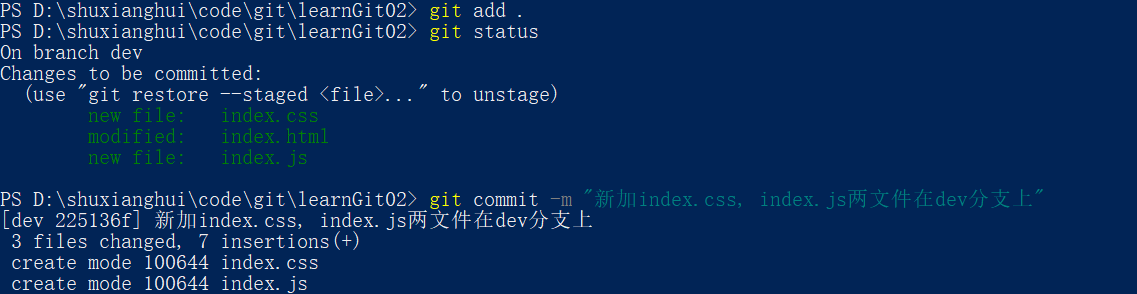 PS D:\shuxianghui\code\git\learnGit02> git add .
PS D:\shuxianghui\code\git\learnGit02> git status
On branch dev
Changes to be committed:
  (use "git restore --staged <file>..." to unstage)
        new file:   index.css
        modified:   index.html
        new file:   index.js

PS D:\shuxianghui\code\git\learnGit02> git commit -m "新加index.css, index.js两文件在dev分支上"
[dev 225136f] 新加index.css, index.js两文件在dev分支上
 3 files changed, 7 insertions(+)
 create mode 100644 index.css
 create mode 100644 index.js